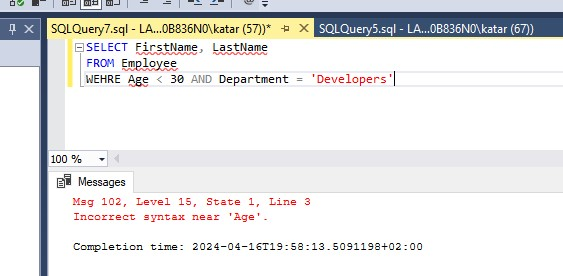 SQLQuery7.sql - LA...0B836N0\katar (57))* SQLQuery5.sql - LA...0B836N0\katar (67))
SELECT FirstName, LastName
FROM Employee
WEHRE Age < 30 AND Department = 'Developers'
100 %
Messages
Msg 102, Level 15, State 1, Line 3
Incorrect syntax near 'Age'.
Completion time: 2024-04-16T19:58:13.5091198+02:00